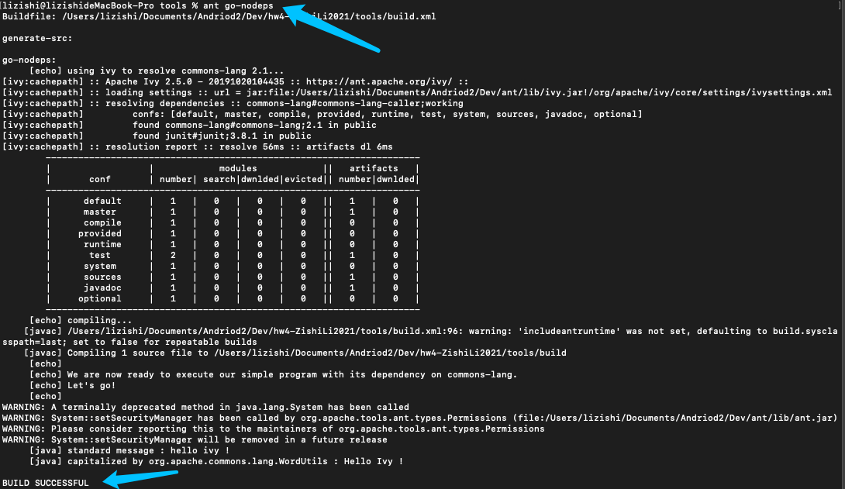 lizishi@lizishideMacBook-Pro tools % ant go-nodeps
Buildfile: /Users/lizishi/Documents/Andriod2/Dev/hw4-ZishiLi2021/tools/build.xml
generate-src:
go-nodeps:
[echo] using ivy to resolve commons-lang 2.1...
[ivy:cachepath] :: Apache Ivy 2.5.0 - 20191020104435 :: https://ant.apache.org/ivy/ ::
[ivy:cachepath] :: loading settings :: url = jar:file:/Users/lizishi/Documents/Andriod2/Dev/ant/lib/ivy.jar!/org/apache/ivy/core/settings/ivysettings.xml
[ivy:cachepath] :: resolving dependencies :: commons-lang#commons-lang-caller;working
[ivy:cachepath] confs: [default, master, compile, provided, runtime, test, system, sources, javadoc, optional]
[ivy:cachepath] found commons-lang#commons-lang;2.1 in public
[ivy:cachepath] found junit#junit;3.8.1 in public
[ivy:cachepath] :: resolution report :: resolve 56ms :: artifacts dl 6ms
---------------------------------------------------------------------
| | modules || artifacts |
| conf | number| search|dwnlded|evicted|| number|dwnlded|
---------------------------------------------------------------------
| default | 1 | 0 | 0 | 0 || 1 | 0 |
| master | 1 | 0 | 0 | 0 || 1 | 0 |
| compile | 1 | 0 | 0 | 0 || 0 | 0 |
| provided | 1 | 0 | 0 | 0 || 0 | 0 |
| runtime | 1 | 0 | 0 | 0 || 0 | 0 |
| test | 2 | 0 | 0 | 0 || 1 | 0 |
| system | 1 | 0 | 0 | 0 || 0 | 0 |
| sources | 1 | 0 | 0 | 0 || 1 | 0 |
| javadoc | 1 | 0 | 0 | 0 || 1 | 0 |
| optional | 1 | 0 | 0 | 0 || 0 | 0 |
---------------------------------------------------------------------
[echo] compiling...
[javac] /Users/lizishi/Documents/Andriod2/Dev/hw4-ZishiLi2021/tools/build.xml:96: warning: 'includeantruntime' was not set, defaulting to build.syscla
sspath=last; set to false for repeatable builds
[javac] Compiling 1 source file to /Users/lizishi/Documents/Andriod2/Dev/hw4-ZishiLi2021/tools/build
[echo]
[echo] We are now ready to execute our simple program with its dependency on commons-lang.
[echo] Let's go!
[echo]
WARNING: A terminally deprecated method in java.lang.System has been called
WARNING: System::setSecurityManager has been called by org.apache.tools.ant.types.Permissions (file:/Users/lizishi/Documents/Andriod2/Dev/ant/lib/ant.jar)
WARNING: Please consider reporting this to the maintainers of org.apache.tools.ant.types.Permissions
WARNING: System::setSecurityManager will be removed in a future release
[java] standard message : hello ivy !
[java] capitalized by org.apache.commons.lang.WordUtils : Hello Ivy !
BUILD SUCCESSFUL